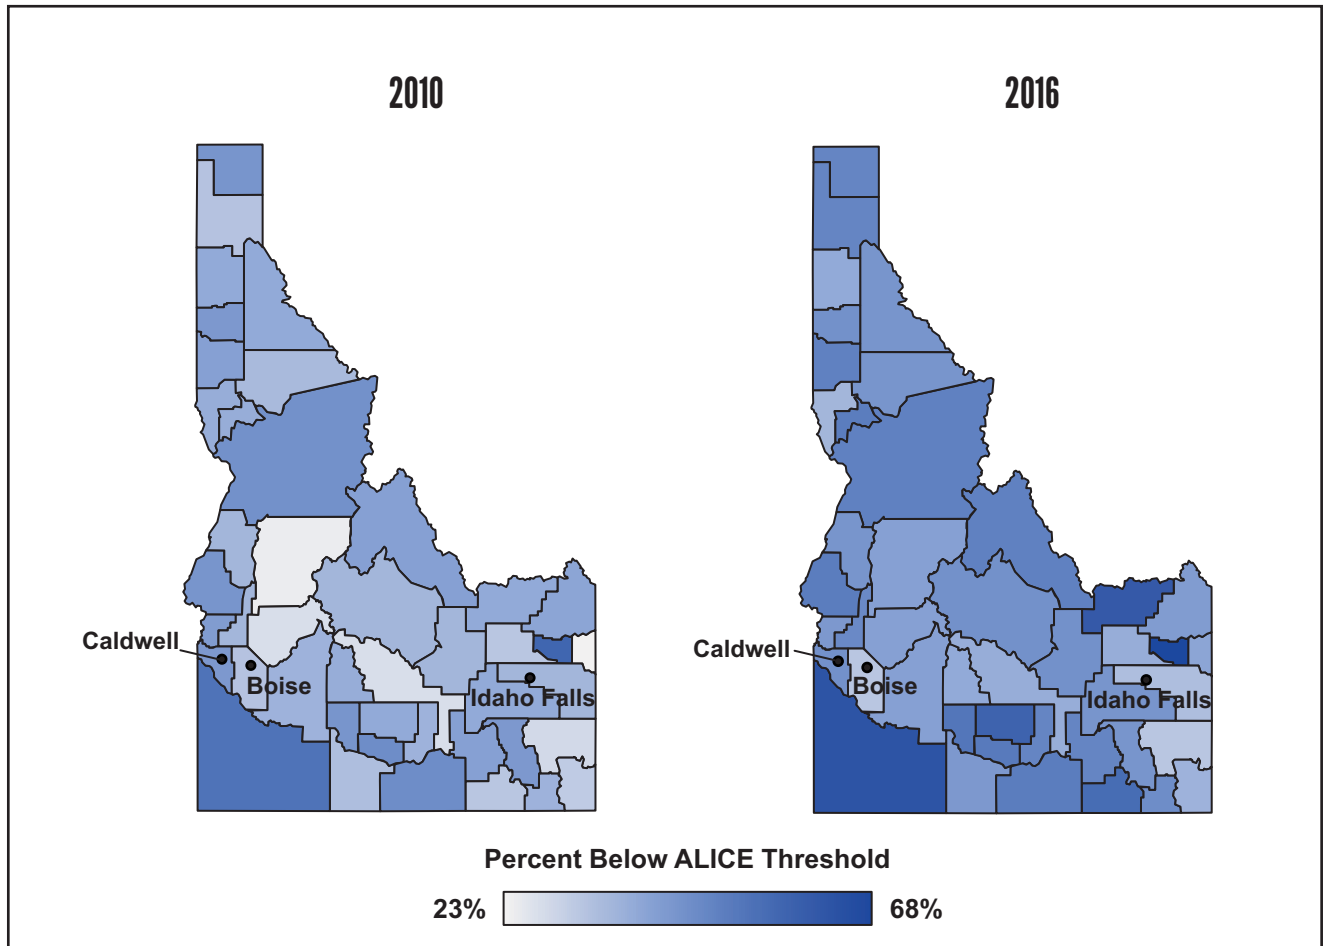 2010
2016
Caldwell
Boise
Idaho Falls
Caldwell
Boise
Idaho Falls
Percent Below ALICE Threshold
23%
68%